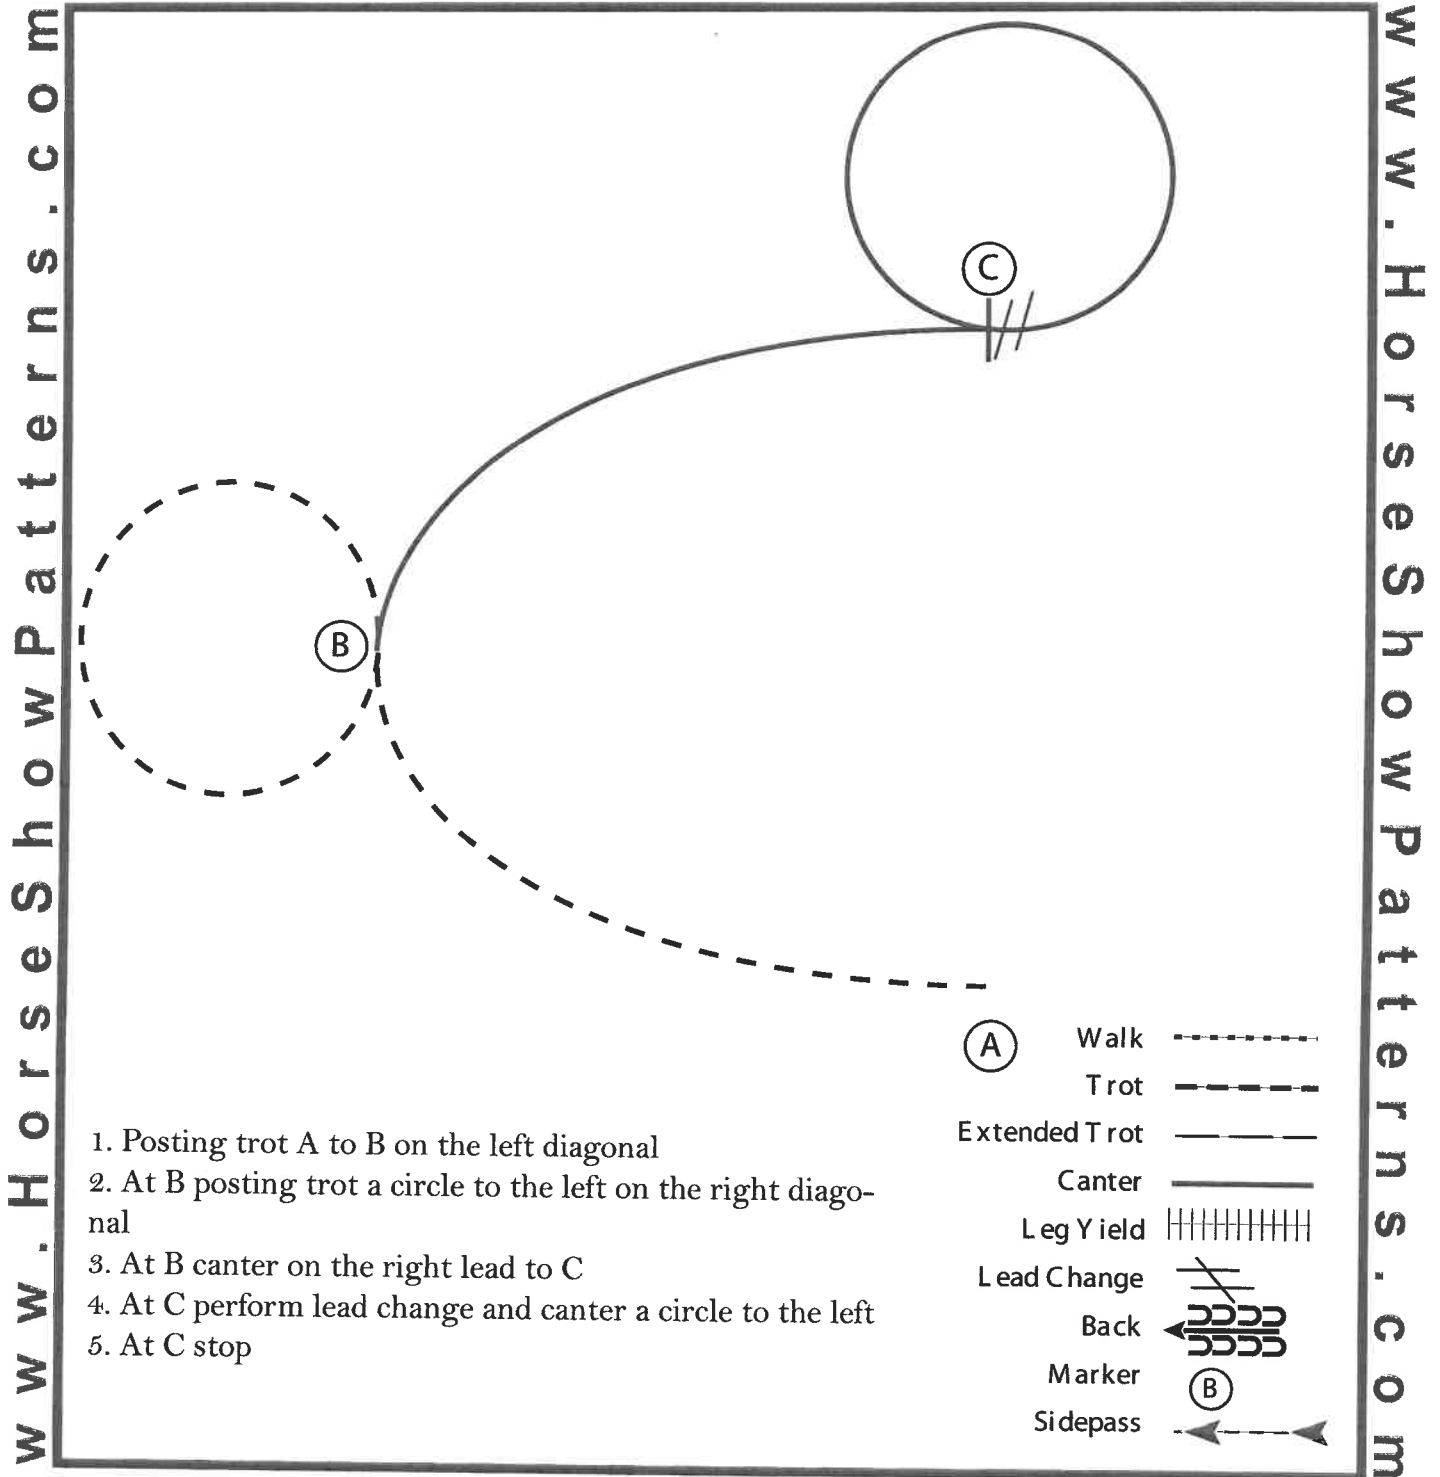 www.HorseShowPatterns.com
www.HorseShowPatterns.com
C
B
A
Walk
Trot
Extended Trot
Canter
Leg Yield
Lead Change
Back
Marker
B
Sidepass
1. Posting trot A to B on the left diagonal
2. At B posting trot a circle to the left on the right diago-
nal
3. At B canter on the right lead to C
4. At C perform lead change and canter a circle to the left
5. At C stop